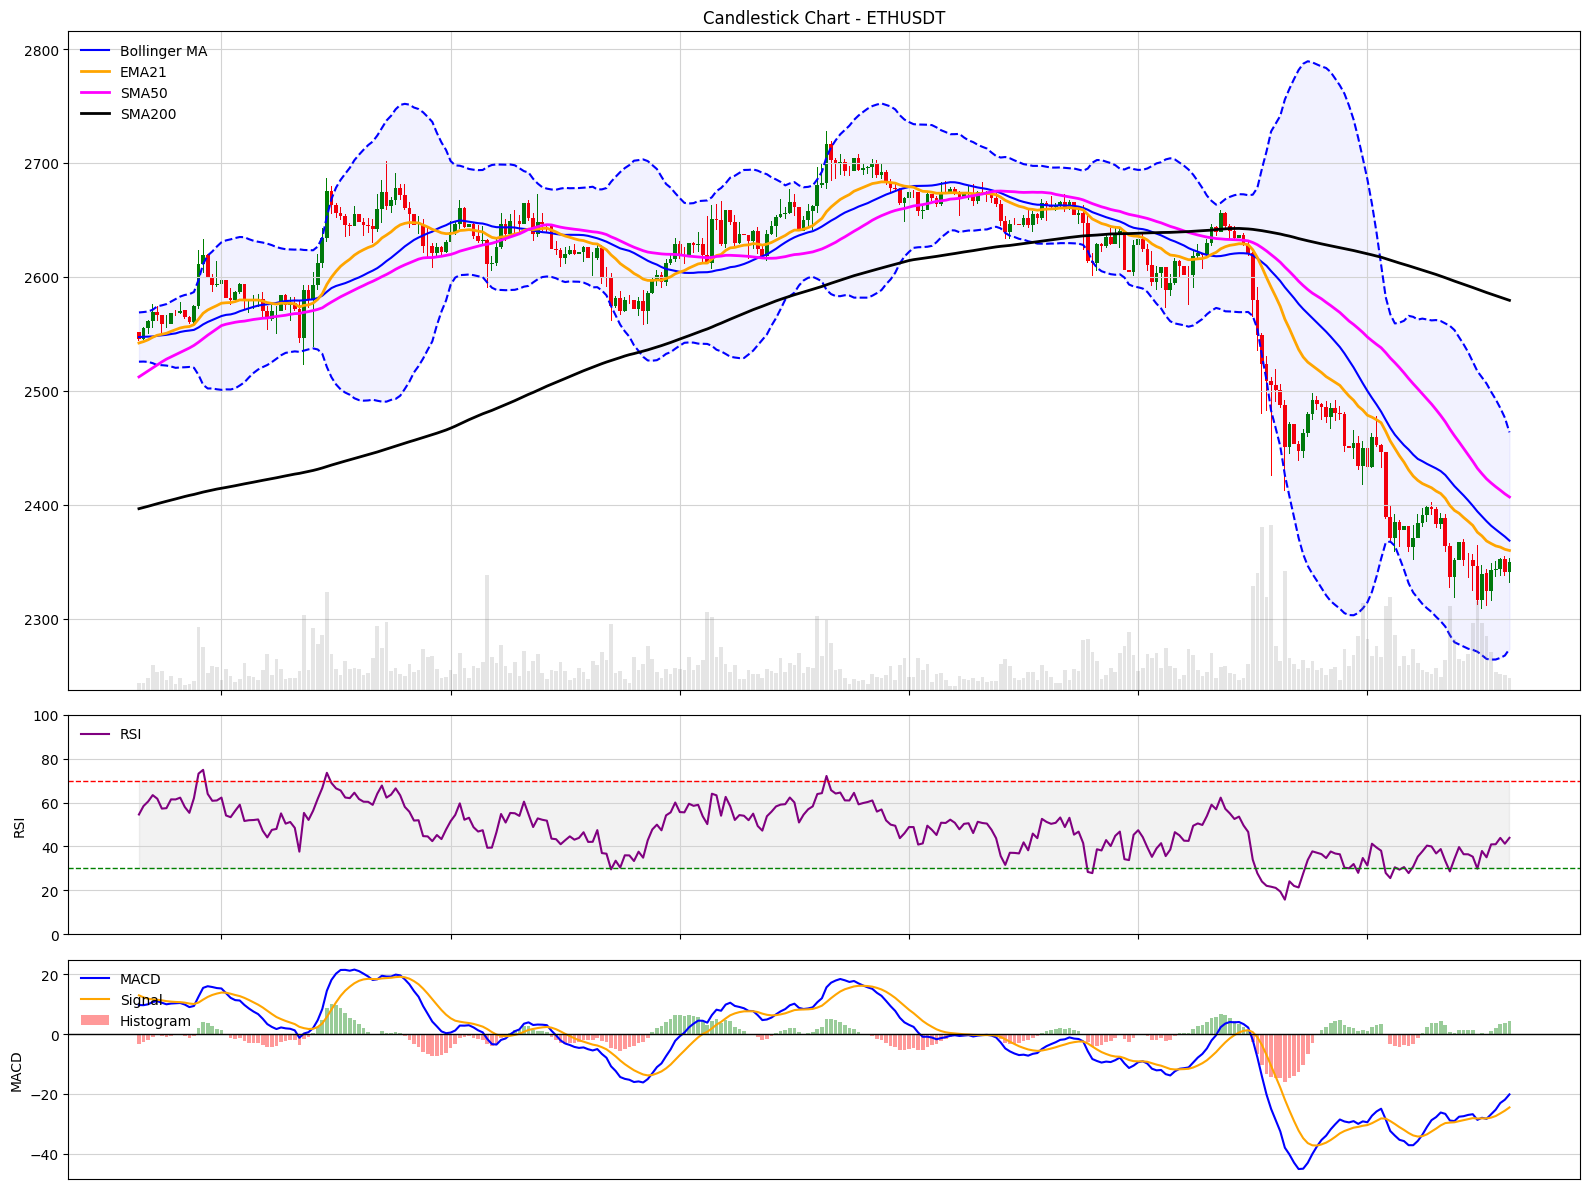 Candlestick Chart - ETHUSDT
2800
2700
2600
2500
2400
2300
Bollinger MA
EMA21
SMA50
SMA200
100
80
60
40
20
0
RSI
RSI
20
0
−20
−40
MACD
MACD
Signal
Histogram